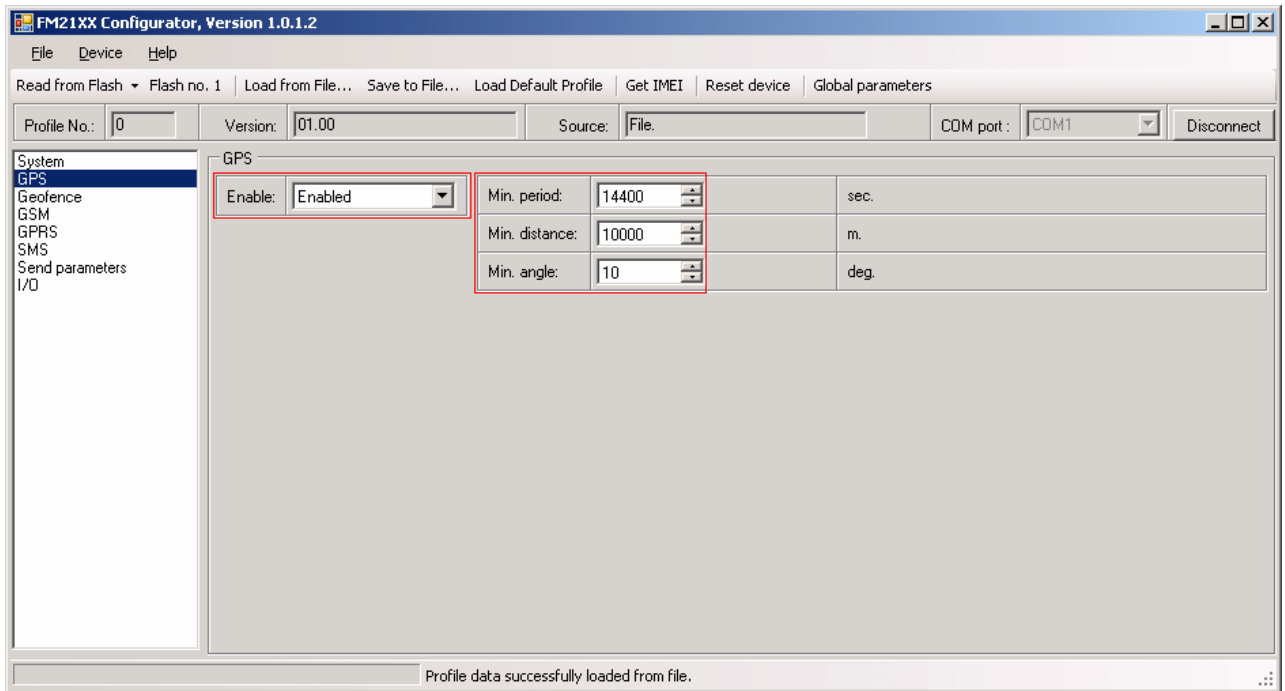 FM21XX Configurator, Version 1.0.1.2
File Device Help
Read from Flash Flash no. 1 Load from File... Save to File... Load Default Profile Get IMEI Reset device Global parameters
Profile No.: 0 Version: 01.00 Source: File. COM port : COM1 Disconnect
System
GPS
Geofence
GSM
GPRS
SMS
Send parameters
I/O
GPS
Enable: Enabled
Min. period: 14400 sec.
Min. distance: 10000 m.
Min. angle: 10 deg.
Profile data successfully loaded from file.